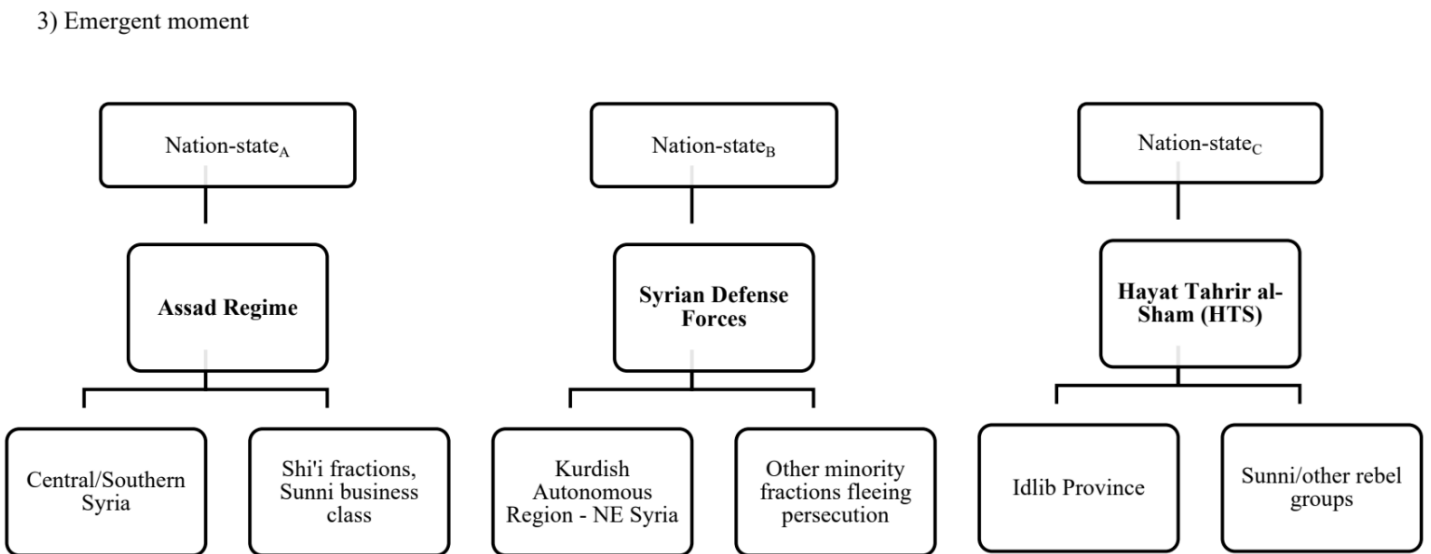 3) Emergent moment
Nation-stateA
Nation-stateB
Nation-stateC
Assad Regime
Syrian Defense
Forces
Hayat Tahrir al-
Sham (HTS)
Central/Southern
Syria
Shi'i fractions,
Sunni business
class
Kurdish
Autonomous
Region - NE Syria
Other minority
fractions fleeing
persecution
Idlib Province
Sunni/other rebel
groups